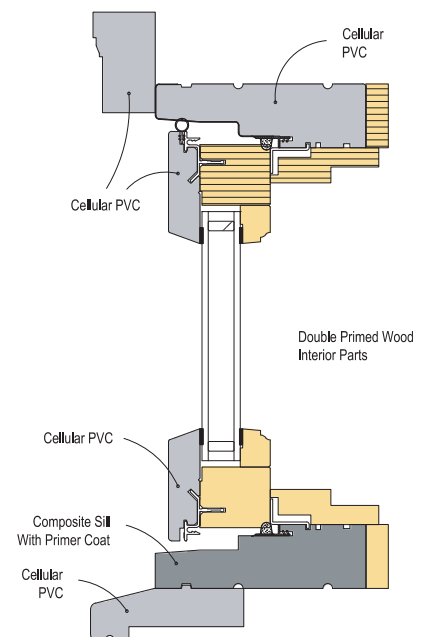 Cellular
PVC
Cellular PVC
Double Primed Wood
Interior Parts
Cellular PVC
Composite Sill
With Primer Coat
Cellular
PVC